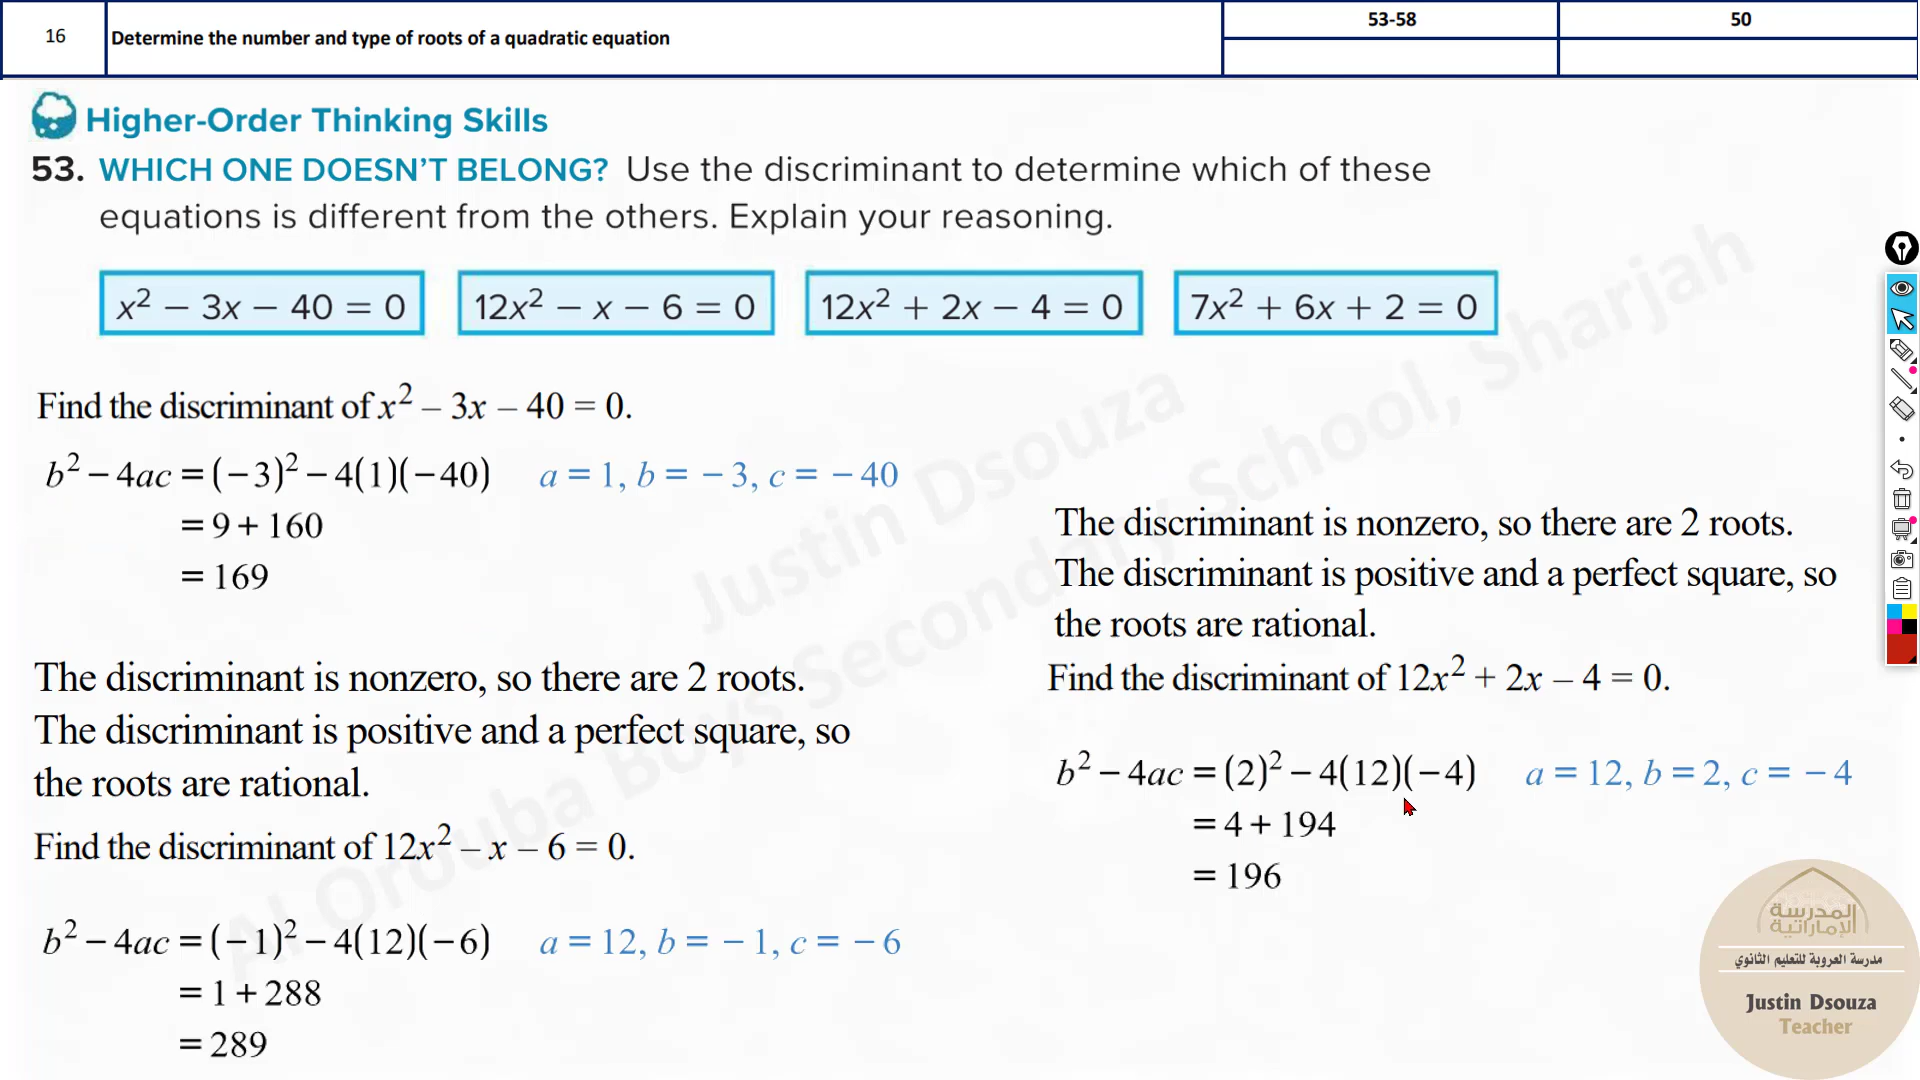 16
Determine the number and type of roots of a quadratic equation
53-58
50
Higher-Order Thinking Skills
53. WHICH ONE DOESN'T BELONG? Use the discriminant to determine which of these
equations is different from the others. Explain your reasoning.
x² − 3x − 40 = 0
12x² − x − 6 = 0
12x² + 2x − 4 = 0
7x² + 6x + 2 = 0
Find the discriminant of x² – 3x – 40 = 0.
b² − 4ac = (−3)² − 4(1)(−40) a = 1, b = −3, c = −40
= 9 + 160
= 169
The discriminant is nonzero, so there are 2 roots.
The discriminant is positive and a perfect square, so
the roots are rational.
Find the discriminant of 12x² – x – 6 = 0.
b² − 4ac = (−1)² − 4(12)(−6) a = 12, b = −1, c = −6
= 1 + 288
= 289
The discriminant is nonzero, so there are 2 roots.
The discriminant is positive and a perfect square, so
the roots are rational.
Find the discriminant of 12x² + 2x – 4 = 0.
b² − 4ac = (2)² − 4(12)(−4) a = 12, b = 2, c = −4
= 4 + 194
= 196
Justin Dsouza
Al Orouba Boys Secondary School, Sharjah
المدرسة
الإماراتية
مدرسة العروبة للتعليم الثانوي
Justin Dsouza
Teacher